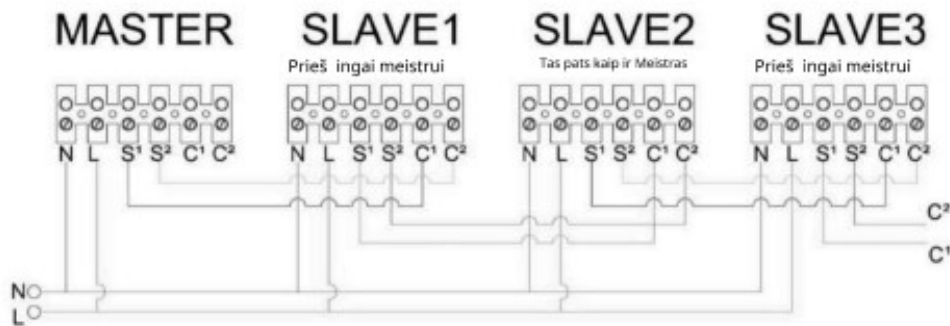 MASTER SLAVE1 SLAVE2 SLAVE3
Prieš ingai meistrui Tas pats kaip ir Meistras Prieš ingai meistrui
N L S¹ S² C¹ C² N L S¹ S² C¹ C² N L S¹ S² C¹ C² N L S¹ S² C¹ C²
C²
C¹
N
L